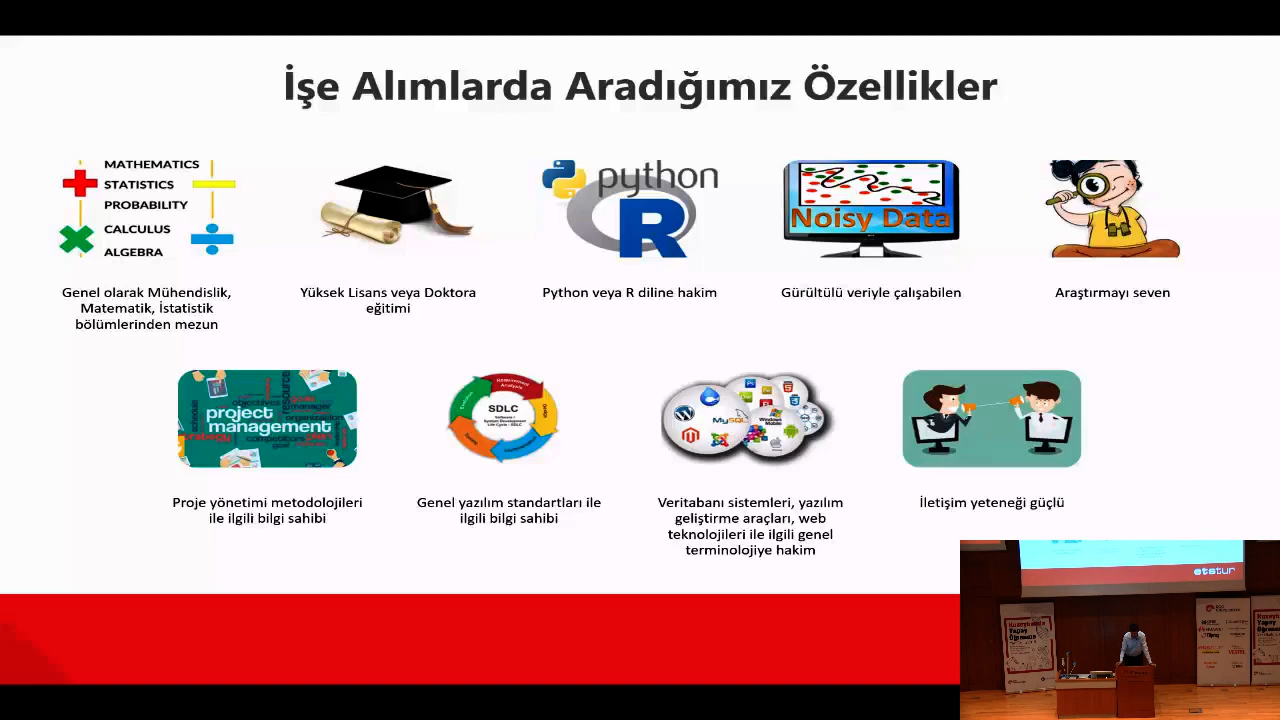 İşe Alımlarda Aradığımız Özellikler
MATHEMATICS
STATISTICS
PROBABILITY
CALCULUS
ALGEBRA
python
R
Noisy Data
Genel olarak Mühendislik,
Matematik, İstatistik
bölümlerinden mezun
Yüksek Lisans veya Doktora
eğitimi
Python veya R diline hakim
Gürültülü veriyle çalışabilen
Araştırmayı seven
project
management
SDLC
MySQL
Windows
Mobile
Proje yönetimi metodolojileri
ile ilgili bilgi sahibi
Genel yazılım standartları ile
ilgili bilgi sahibi
Veritabanı sistemleri, yazılım
geliştirme araçları, web
teknolojileri ile ilgili genel
terminolojiye hakim
İletişim yeteneği güçlü
etstur